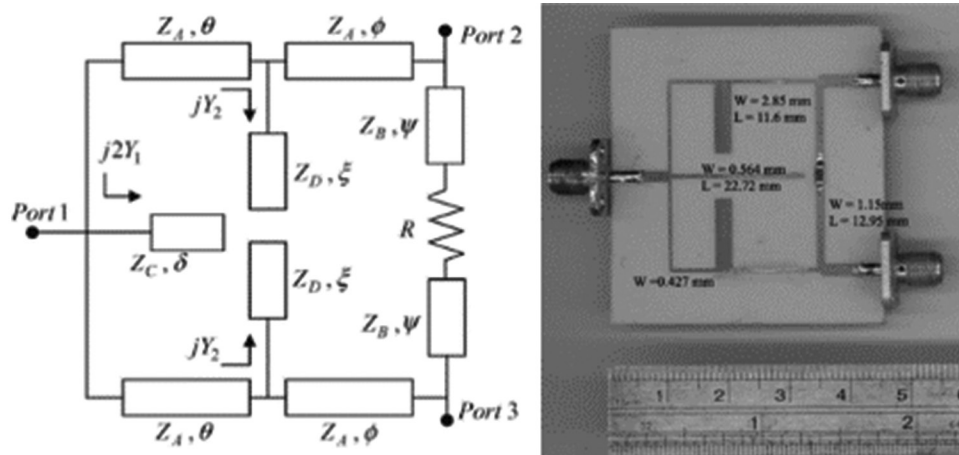 Z_A, θ
Z_A, ϕ
Port 2
jY_2
Z_B, ψ
j2Y_1
Z_D, ξ
Port 1
R
Z_C, δ
Z_D, ξ
Z_B, ψ
jY_2
Port 3
Z_A, θ
Z_A, ϕ
W = 2.85 mm
L = 11.6 mm
W = 0.564 mm
L = 22.72 mm
W = 1.15 mm
L = 12.95 mm
W=0.427 mm
1 2 3 4 5
1 2